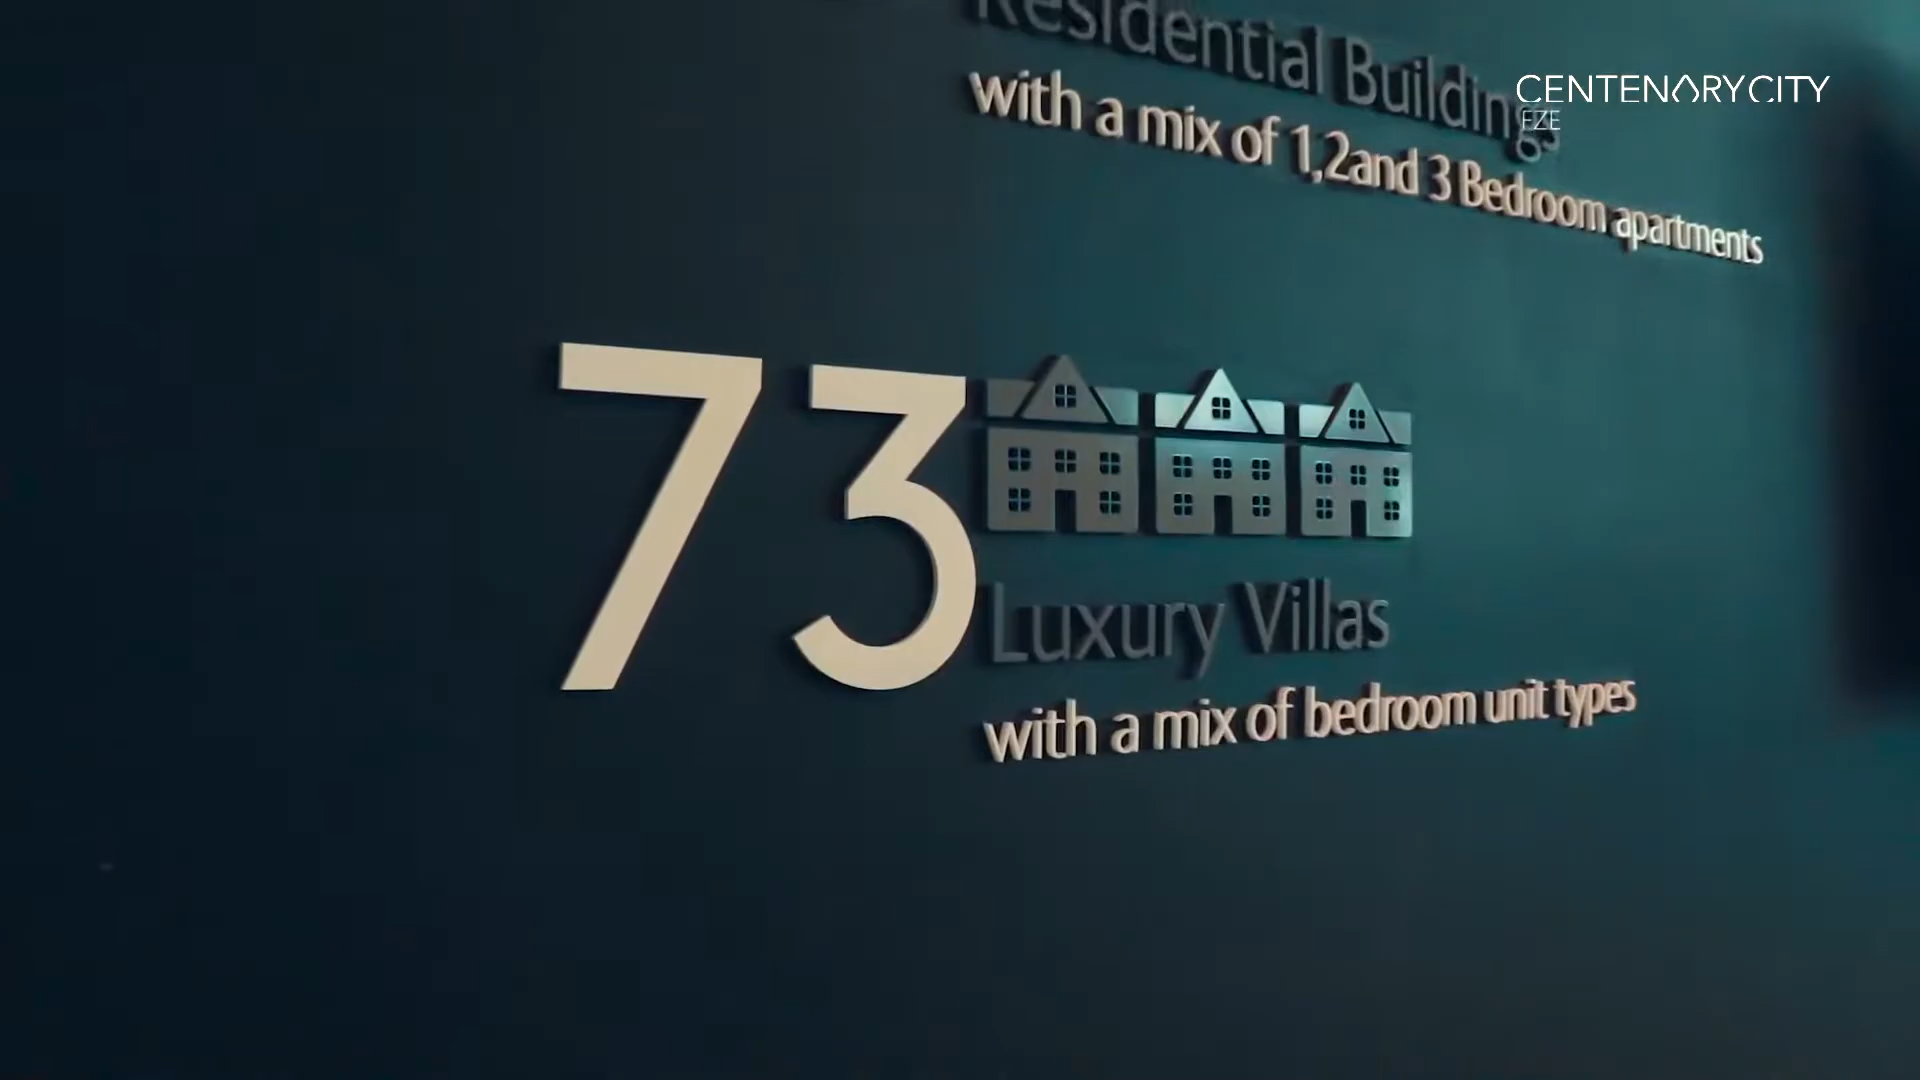 Residential Buildings
CENTENARY CITY
FZE
with a mix of 1,2and 3 Bedroom apartments
73
Luxury Villas
with a mix of bedroom unit types